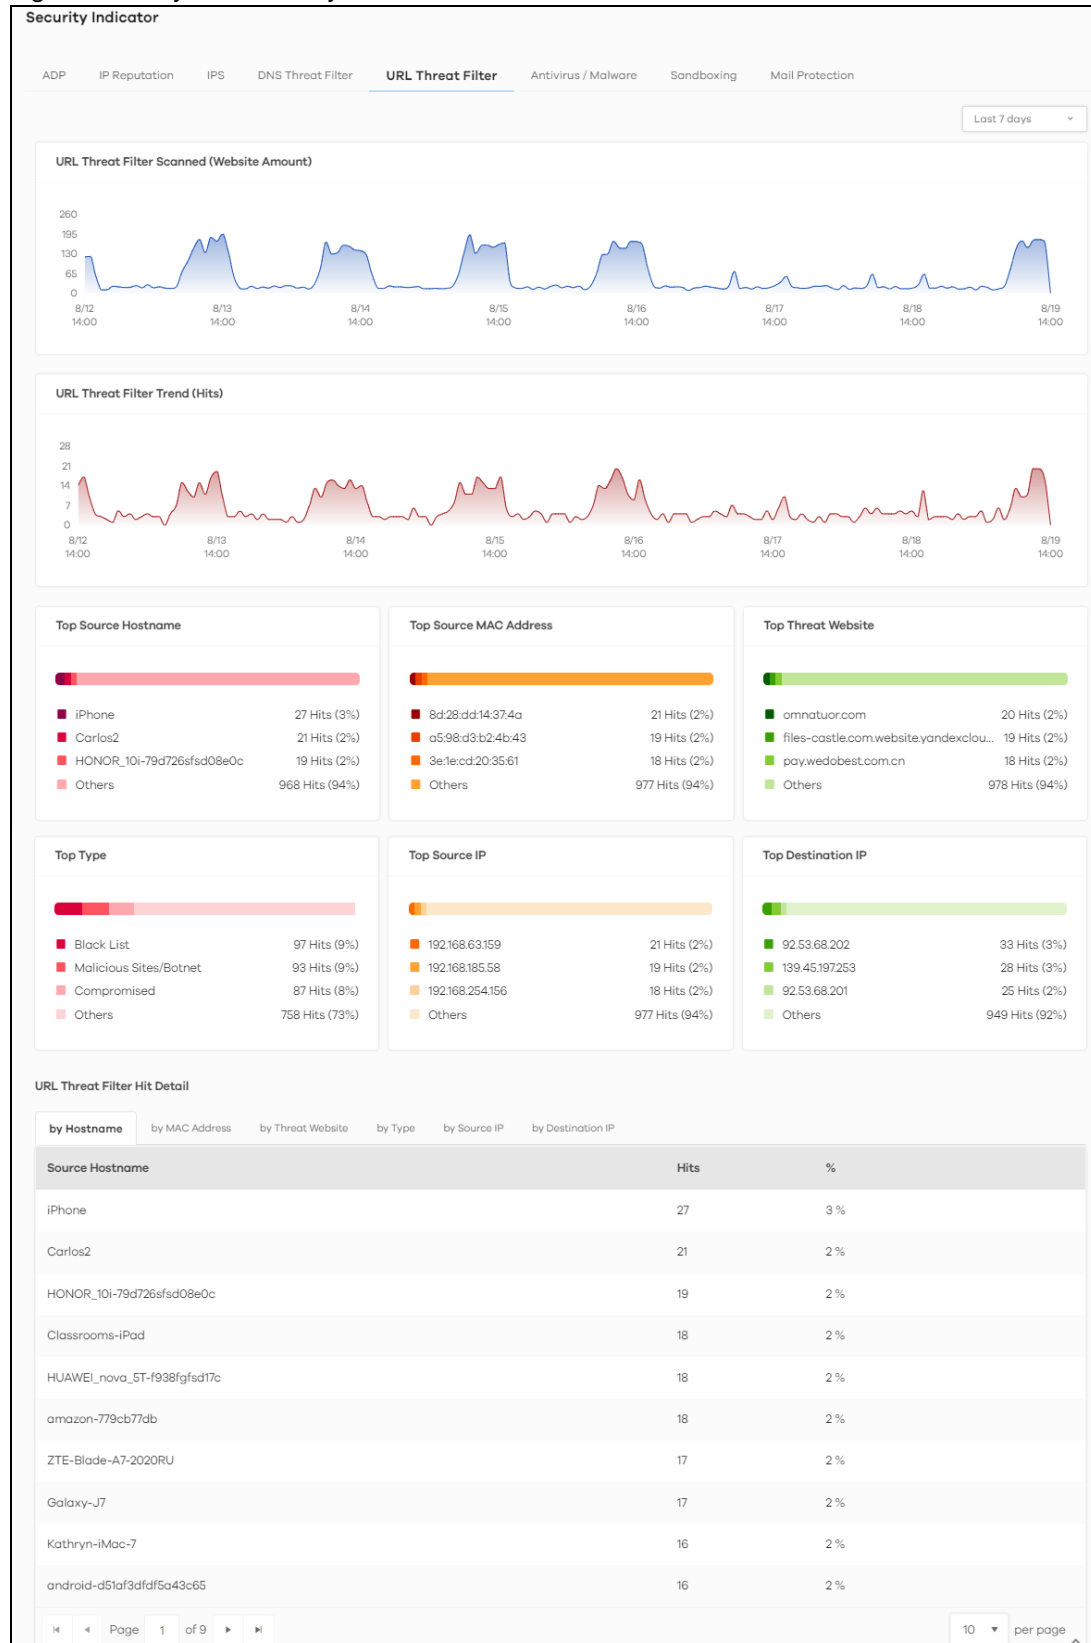 Security Indicator
ADP IP Reputation IPS DNS Threat Filter URL Threat Filter Antivirus / Malware Sandboxing Mail Protection
Last 7 days
URL Threat Filter Scanned (Website Amount)
260
195
130
65
0
8/12 14:00 8/13 14:00 8/14 14:00 8/15 14:00 8/16 14:00 8/17 14:00 8/18 14:00 8/19 14:00
URL Threat Filter Trend (Hits)
28
21
14
7
0
8/12 14:00 8/13 14:00 8/14 14:00 8/15 14:00 8/16 14:00 8/17 14:00 8/18 14:00 8/19 14:00
Top Source Hostname
iPhone 27 Hits (3%)
Carlos2 21 Hits (2%)
HONOR_10i-79d726sfsd08e0c 19 Hits (2%)
Others 968 Hits (94%)
Top Source MAC Address
8d:28:dd:14:37:4a 21 Hits (2%)
a5:98:d3:b2:4b:43 19 Hits (2%)
3e:1e:cd:20:35:61 18 Hits (2%)
Others 977 Hits (94%)
Top Threat Website
omnatuor.com 20 Hits (2%)
files-castle.com.website.yandexclou... 19 Hits (2%)
pay.wedobest.com.cn 18 Hits (2%)
Others 978 Hits (94%)
Top Type
Black List 97 Hits (9%)
Malicious Sites/Botnet 93 Hits (9%)
Compromised 87 Hits (8%)
Others 758 Hits (73%)
Top Source IP
192.168.63.159 21 Hits (2%)
192.168.185.58 19 Hits (2%)
192.168.254.156 18 Hits (2%)
Others 977 Hits (94%)
Top Destination IP
92.53.68.202 33 Hits (3%)
139.45.197.253 28 Hits (3%)
92.53.68.201 25 Hits (2%)
Others 949 Hits (92%)
URL Threat Filter Hit Detail
by Hostname by MAC Address by Threat Website by Type by Source IP by Destination IP
Source Hostname Hits %
iPhone 27 3 %
Carlos2 21 2 %
HONOR_10i-79d726sfsd08e0c 19 2 %
Classrooms-iPad 18 2 %
HUAWEI_nova_5T-f938fgfsd17c 18 2 %
amazon-779cb77db 18 2 %
ZTE-Blade-A7-2020RU 17 2 %
Galaxy-J7 17 2 %
Kathryn-iMac-7 16 2 %
android-d51af3dfdf5a43c65 16 2 %
Page 1 of 9 10 per page